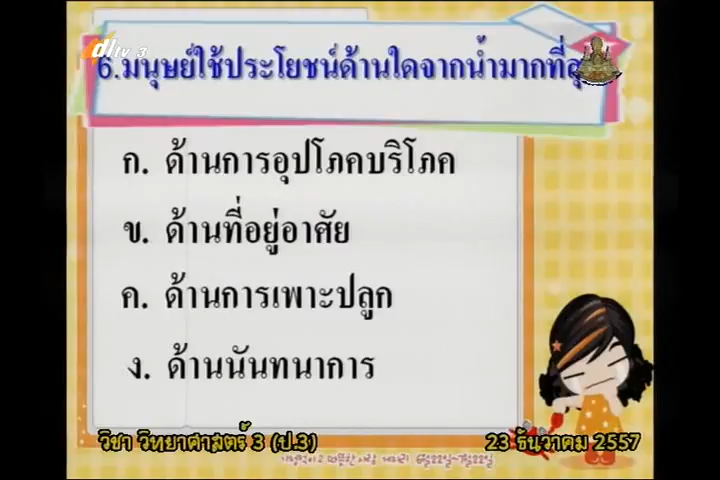 dltv 3
6.มนุษย์ใช้ประโยชน์ด้านใดจากน้ำมากที่สุ
ก. ด้านการอุปโภคบริโภค
ข. ด้านที่อยู่อาศัย
ค. ด้านการเพาะปลูก
ง. ด้านนันทนาการ
วิชา วิทยาศาสตร์ 3 (ป.3)
23 ธันวาคม 2557